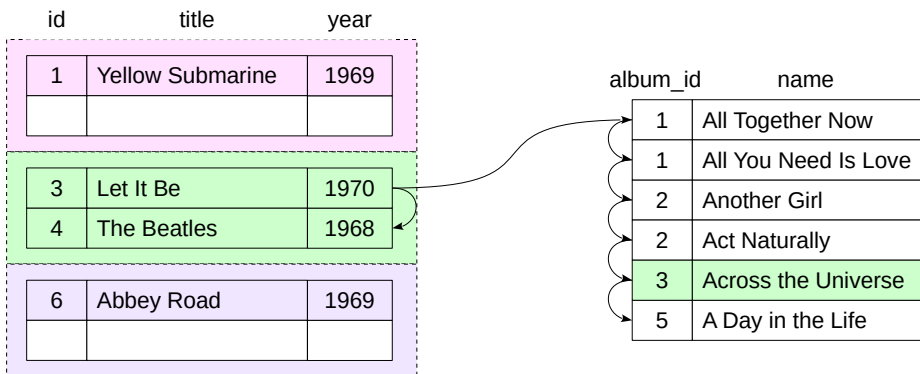 id title year
1 Yellow Submarine 1969
3 Let It Be 1970
4 The Beatles 1968
6 Abbey Road 1969
album_id name
1 All Together Now
1 All You Need Is Love
2 Another Girl
2 Act Naturally
3 Across the Universe
5 A Day in the Life